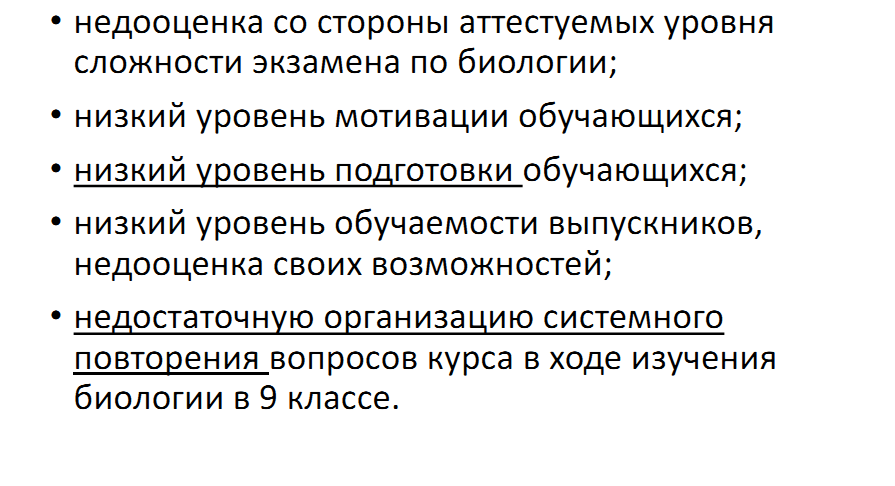 • недооценка со стороны аттестуемых уровня
сложности экзамена по биологии;
• низкий уровень мотивации обучающихся;
• низкий уровень подготовки обучающихся;
• низкий уровень обучаемости выпускников,
недооценка своих возможностей;
• недостаточную организацию системного
повторения вопросов курса в ходе изучения
биологии в 9 классе.